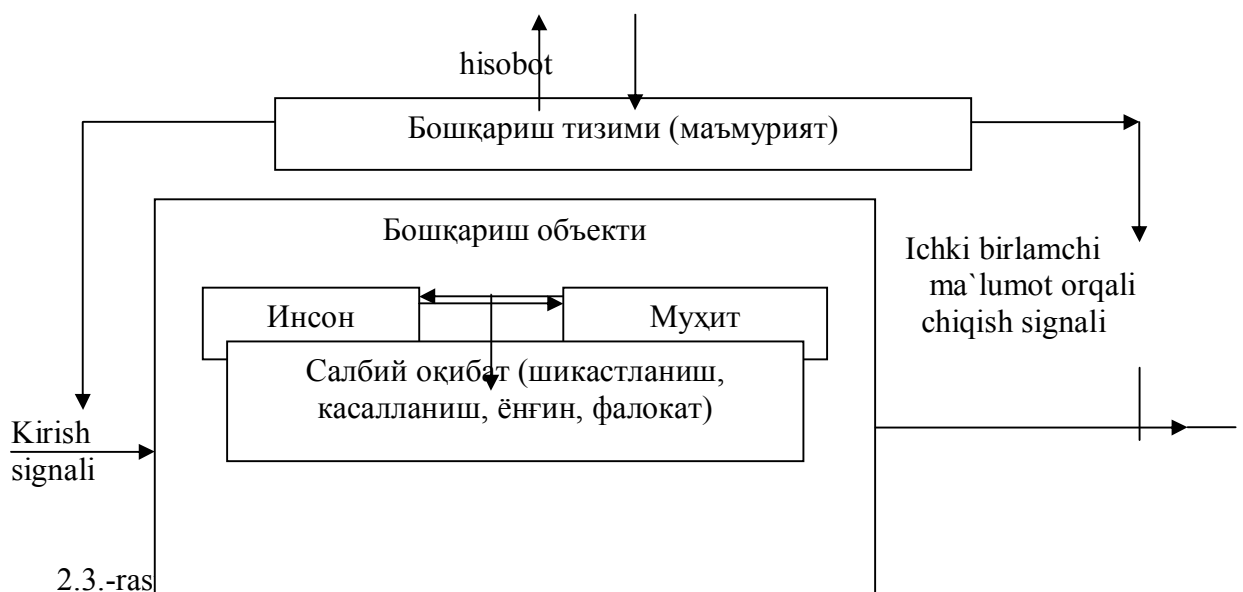 hisobot
Бошқариш тизими (маъмурият)
Бошқариш объекти
Ichki birlamchi
ma`lumot orqali
chiqish signali
Инсон
Муҳит
Салбий оқибат (шикастланиш,
касалланиш, ёнғин, фалокат)
Kirish
signali
2.3.-ras